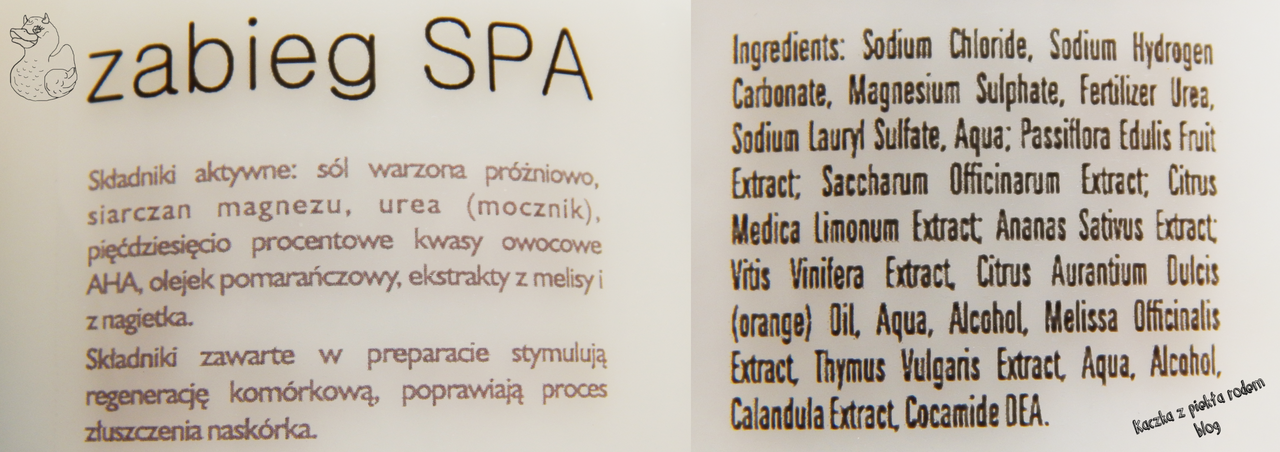 zabieg SPA
Składniki aktywne: sól warzona próżniowo,
siarczan magnezu, urea (mocznik),
pięćdziesięcio procentowe kwasy owocowe
AHA, olejek pomarańczowy, ekstrakty z melisy i
z nagietka.
Składniki zawarte w preparacie stymulują
regenerację komórkową, poprawiają proces
złuszczenia naskórka.
Ingredients: Sodium Chloride, Sodium Hydrogen
Carbonate, Magnesium Sulphate, Fertilizer Urea,
Sodium Lauryl Sulfate, Aqua; Passiflora Edulis Fruit
Extract; Saccharum Officinarum Extract; Citrus
Medica Limonum Extract; Ananas Sativus Extract;
Vitis Vinifera Extract, Citrus Aurantium Dulcis
(orange) Oil, Aqua, Alcohol, Melissa Officinalis
Extract, Thymus Vulgaris Extract, Aqua, Alcohol,
Calandula Extract, Cocamide DEA.
Kaczka z piekła rodem
blog